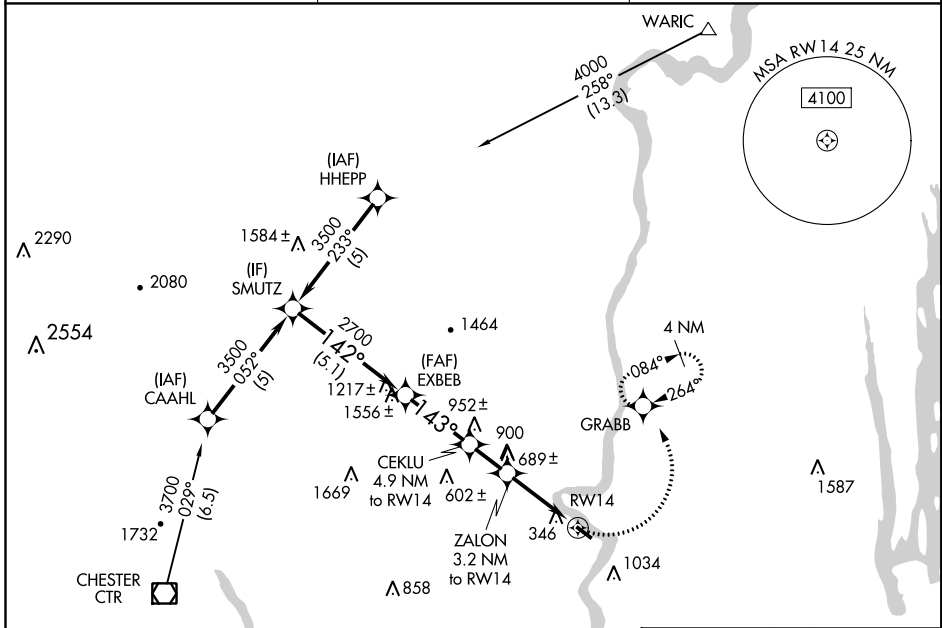 WARIC
4000
258°
(13.3)
MSA RW14 25 NM
4100
(IAF)
HHEPP
3500
233°
(5)
1584 ±
2290
2080
(IF)
SMUTZ
2554
2700
142°
(5.1)
1464
3500
052°
(5)
(IAF)
CAAHL
(FAF)
EXBEB
1217 ±
1556 ±
143°
952 ±
4 NM
084°
264°
GRABB
900
689 ±
CEKLU
4.9 NM
to RW14
1669
602 ±
RW14
346
1587
3700
029°
(6.5)
1732
ZALON
3.2 NM
to RW14
1034
858
CHESTER
CTR